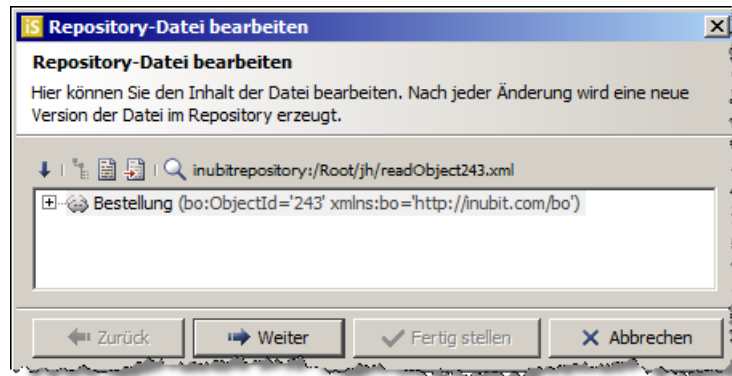 iS Repository-Datei bearbeiten
Repository-Datei bearbeiten
Hier können Sie den Inhalt der Datei bearbeiten. Nach jeder Änderung wird eine neue
Version der Datei im Repository erzeugt.
inubitrepository:/Root/jh/readObject243.xml
Bestellung (bo:ObjectId='243' xmlns:bo='http://inubit.com/bo')
Zurück Weiter Fertig stellen Abbrechen